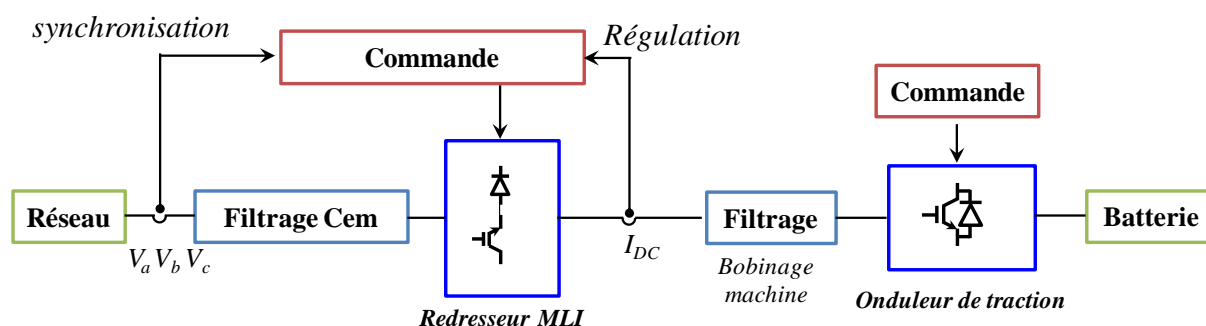 synchronisation
Régulation
Commande
Commande
Réseau
Filtrage Cem
Filtrage
Batterie
Va Vb Vc
IDC
Bobinage
machine
Onduleur de traction
Redresseur MLI